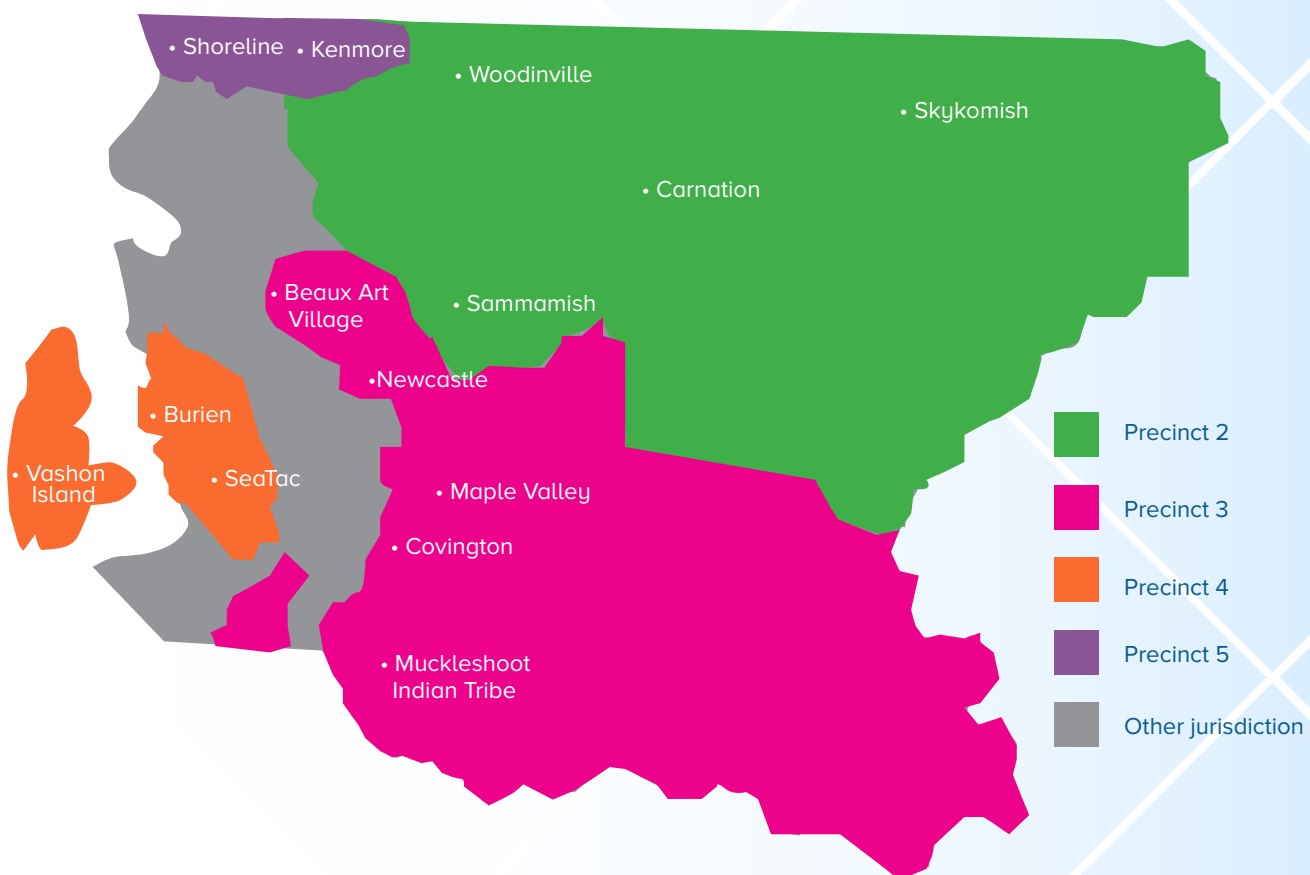 • Shoreline
• Kenmore
• Woodinville
• Skykomish
• Carnation
• Beaux Art
Village
• Sammamish
•Newcastle
• Burien
• Vashon
Island
• SeaTac
• Maple Valley
• Covington
• Muckleshoot
Indian Tribe
Precinct 2
Precinct 3
Precinct 4
Precinct 5
Other jurisdiction